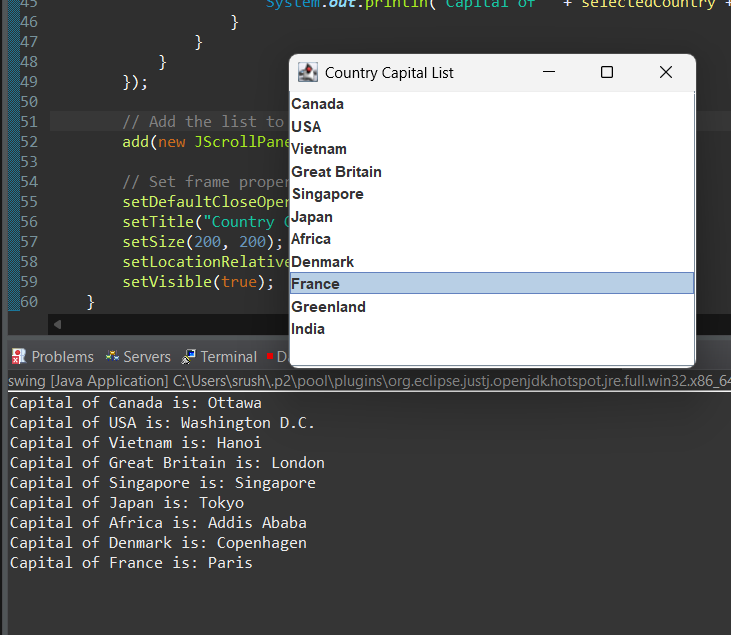 45 System.out.println("Capital of " + selectedCountry +
46 }
47 }
48 }
49 });
50
51 // Add the list to
52 add(new JScrollPane
53
54 // Set frame proper
55 setDefaultCloseOper
56 setTitle("Country C
57 setSize(200, 200);
58 setLocationRelative
59 setVisible(true);
60 }
Country Capital List
Canada
USA
Vietnam
Great Britain
Singapore
Japan
Africa
Denmark
France
Greenland
India
Problems Servers Terminal D
swing [Java Application] C:\Users\srush\.p2\pool\plugins\org.eclipse.justj.openjdk.hotspot.jre.full.win32.x86_64
Capital of Canada is: Ottawa
Capital of USA is: Washington D.C.
Capital of Vietnam is: Hanoi
Capital of Great Britain is: London
Capital of Singapore is: Singapore
Capital of Japan is: Tokyo
Capital of Africa is: Addis Ababa
Capital of Denmark is: Copenhagen
Capital of France is: Paris